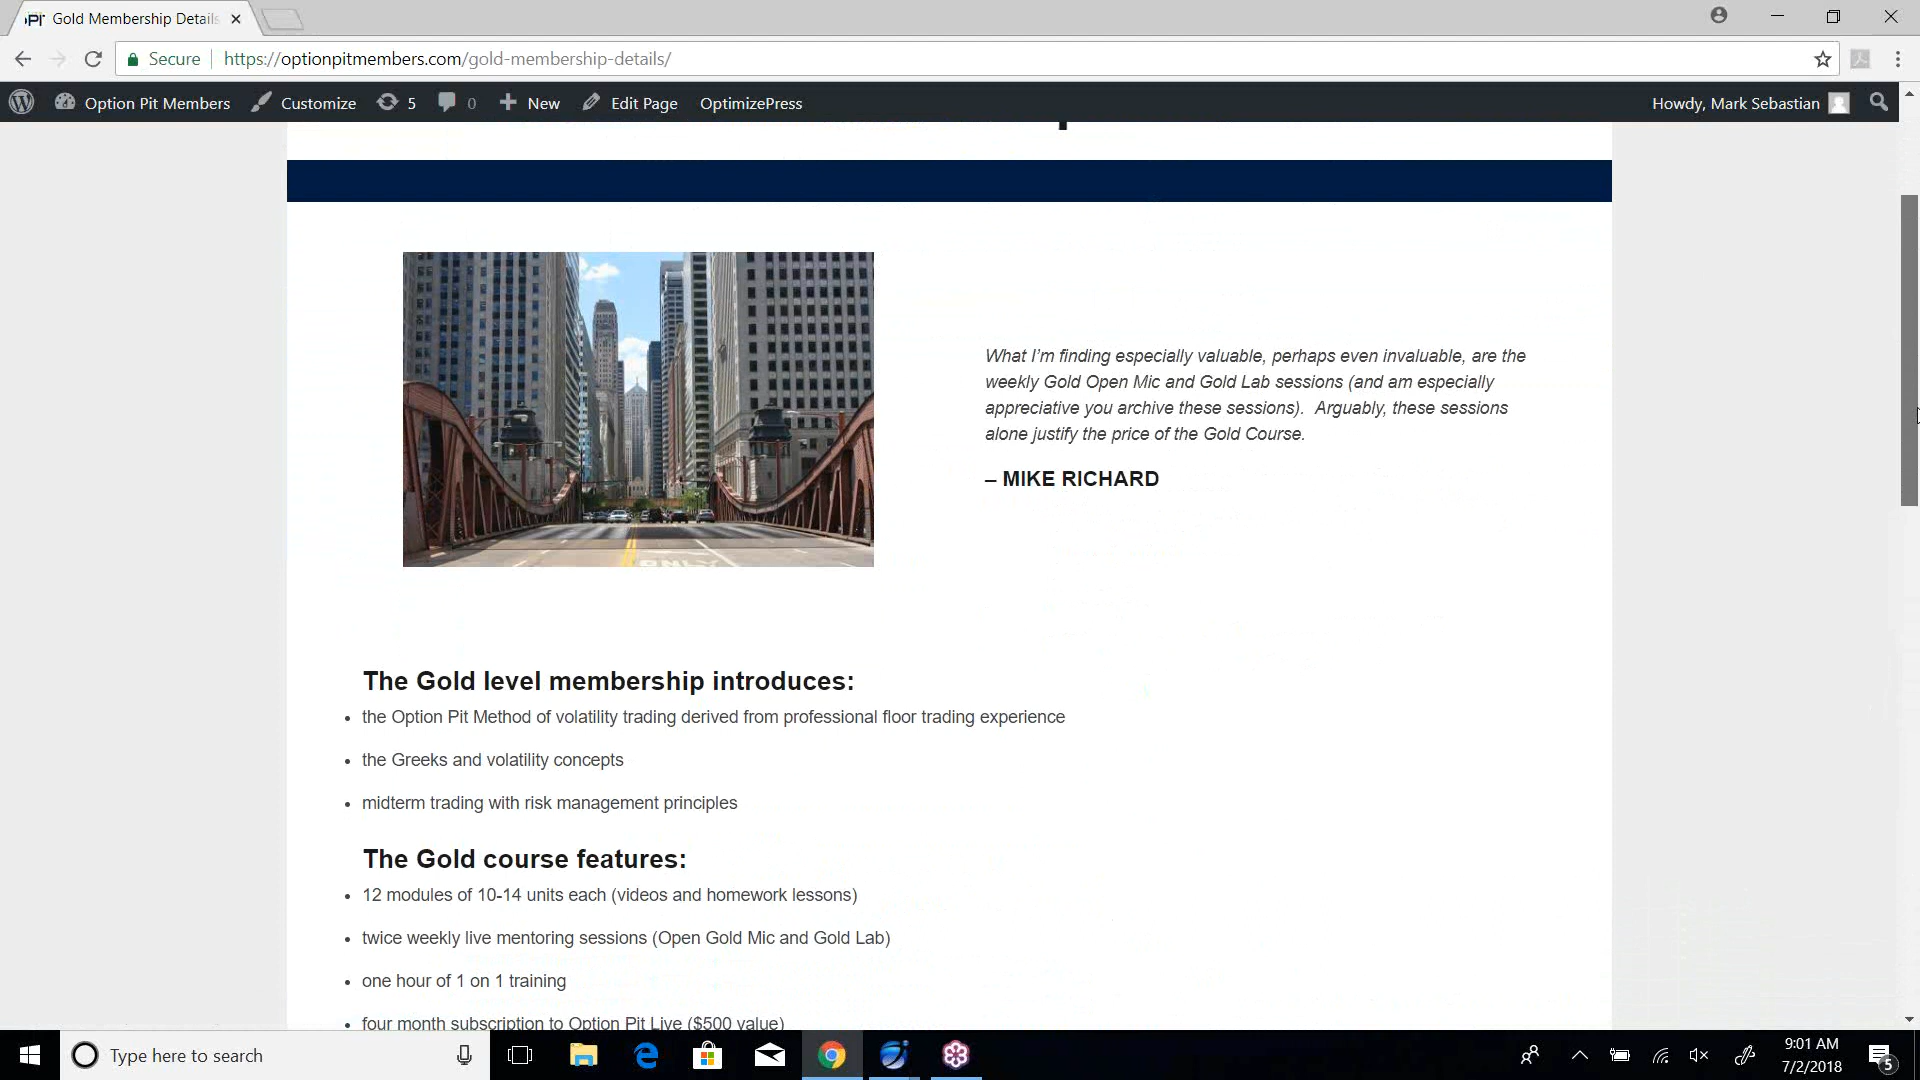 Gold Membership Details
Secure
https://optionpitmembers.com/gold-membership-details/
Option Pit Members
Customize
5
0
New
Edit Page
OptimizePress
Howdy, Mark Sebastian
ONLY
What I'm finding especially valuable, perhaps even invaluable, are the
weekly Gold Open Mic and Gold Lab sessions (and am especially
appreciative you archive these sessions). Arguably, these sessions
alone justify the price of the Gold Course.
– MIKE RICHARD
The Gold level membership introduces:
• the Option Pit Method of volatility trading derived from professional floor trading experience
• the Greeks and volatility concepts
• midterm trading with risk management principles
The Gold course features:
• 12 modules of 10-14 units each (videos and homework lessons)
• twice weekly live mentoring sessions (Open Gold Mic and Gold Lab)
• one hour of 1 on 1 training
• four month subscription to Option Pit Live ($500 value)
Type here to search
9:01 AM
7/2/2018
5